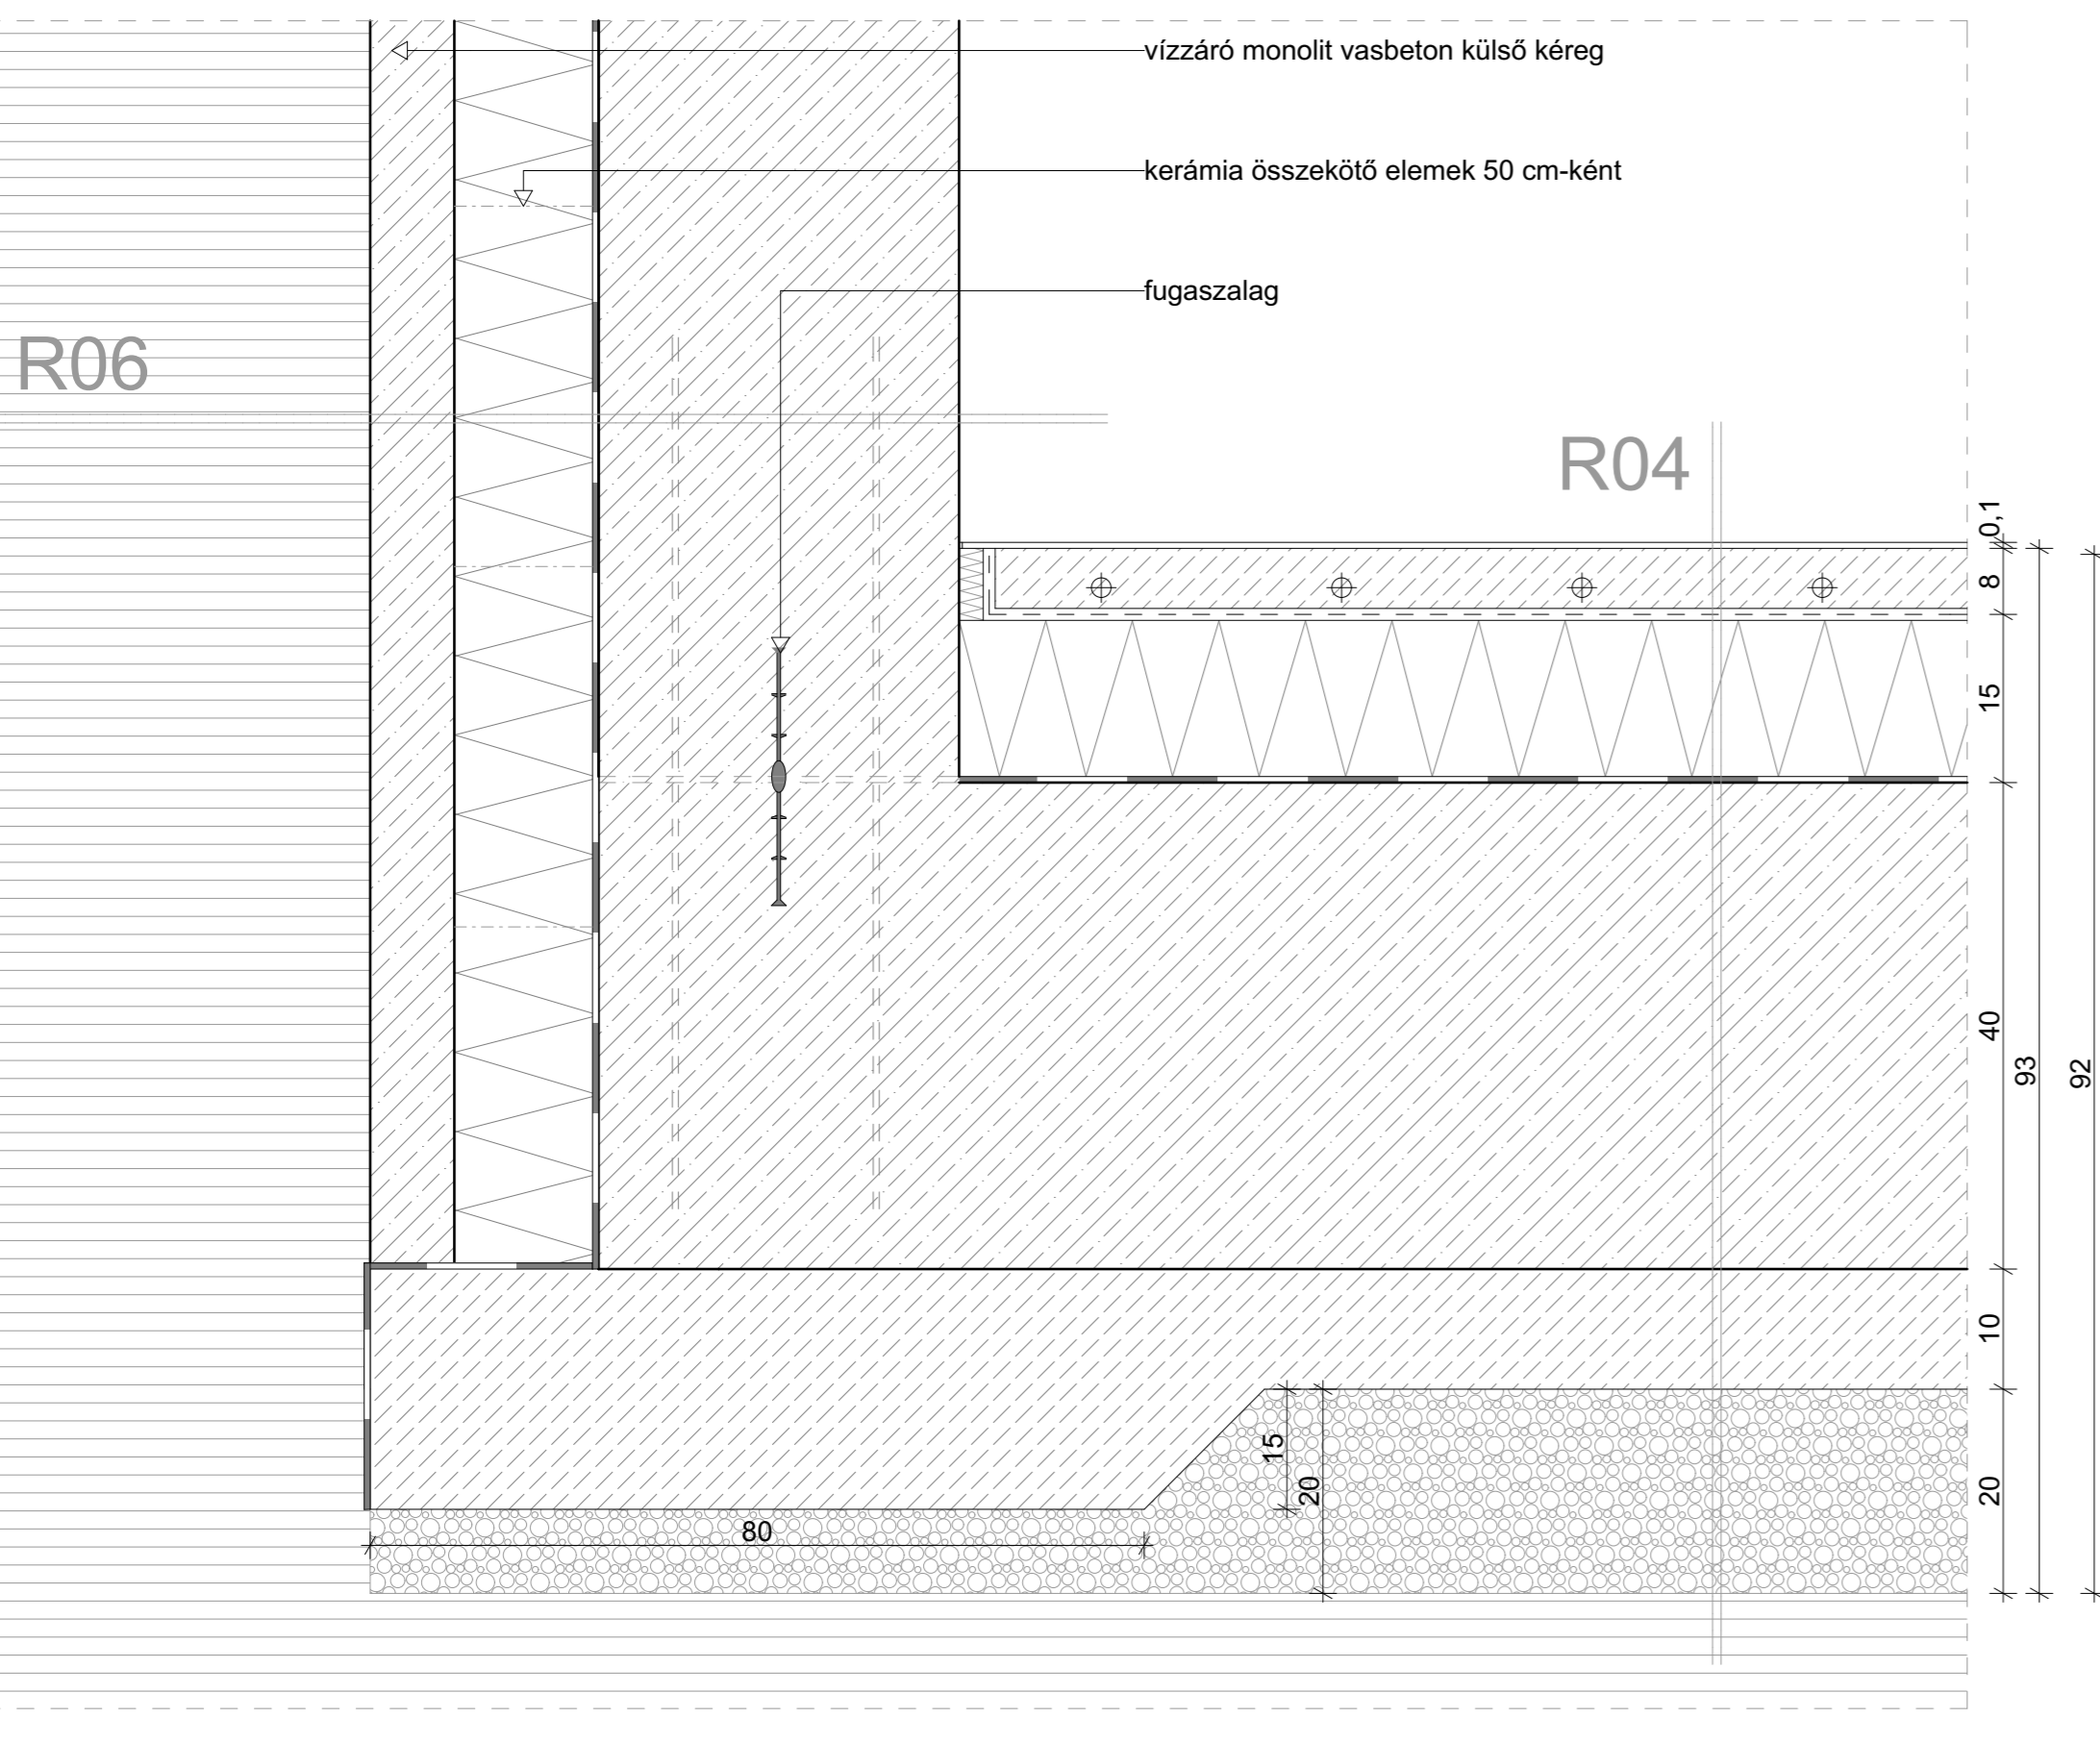 vízzáró monolit vasbeton külső kéreg
kerámia összekötő elemek 50 cm-ként
fugaszalag
R06
R04
0,1
8
15
40
93
92
10
15
20
20
80